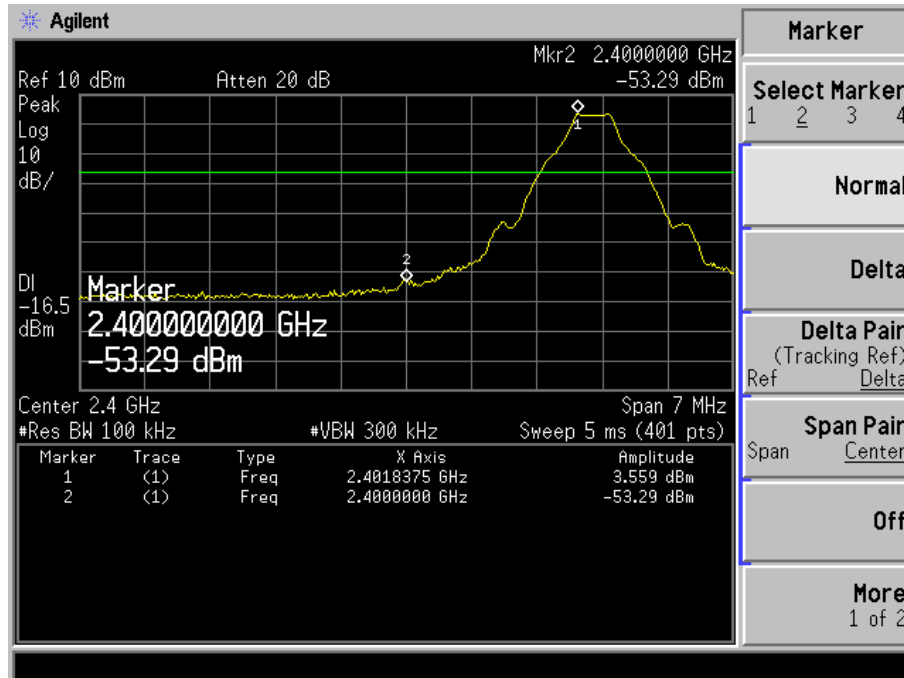 Agilent
Marker
Mkr2 2.4000000 GHz
Ref 10 dBm Atten 20 dB -53.29 dBm
Peak
Log
10
dB/
1
2
DI
-16.5
dBm
Marker
2.400000000 GHz
-53.29 dBm
Center 2.4 GHz Span 7 MHz
#Res BW 100 kHz #VBW 300 kHz Sweep 5 ms (401 pts)
Marker Trace Type X Axis Amplitude
1 (1) Freq 2.4018375 GHz 3.559 dBm
2 (1) Freq 2.4000000 GHz -53.29 dBm
Select Marker
1 2 3 4
Normal
Delta
Delta Pair
(Tracking Ref)
Ref Delta
Span Pair
Span Center
Off
More
1 of 2